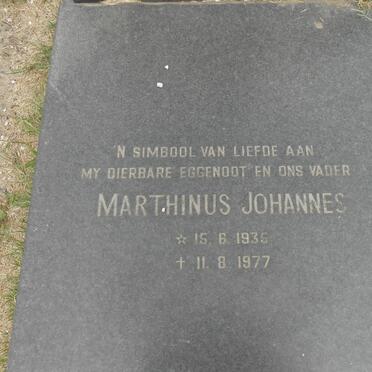 'N SIMBOOL VAN LIEFDE AAN
MY DIERBARE EGGENOOT EN ONS VADER
MARTHINUS JOHANNES
☆ 15. 6. 1935
† 11. 8. 1977